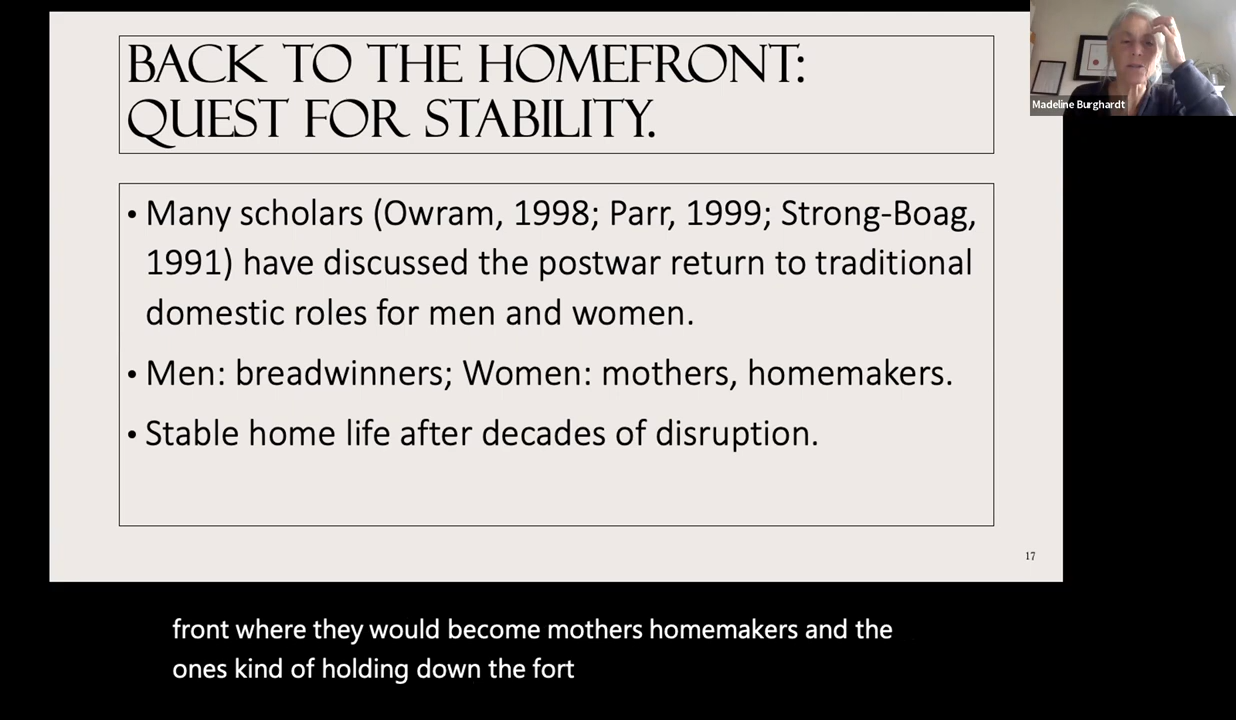 BACK TO THE HOMEFRONT:
QUEST FOR STABILITY.
Madeline Burghardt
• Many scholars (Owram, 1998; Parr, 1999; Strong-Boag,
1991) have discussed the postwar return to traditional
domestic roles for men and women.
• Men: breadwinners; Women: mothers, homemakers.
• Stable home life after decades of disruption.
17
front where they would become mothers homemakers and the
ones kind of holding down the fort